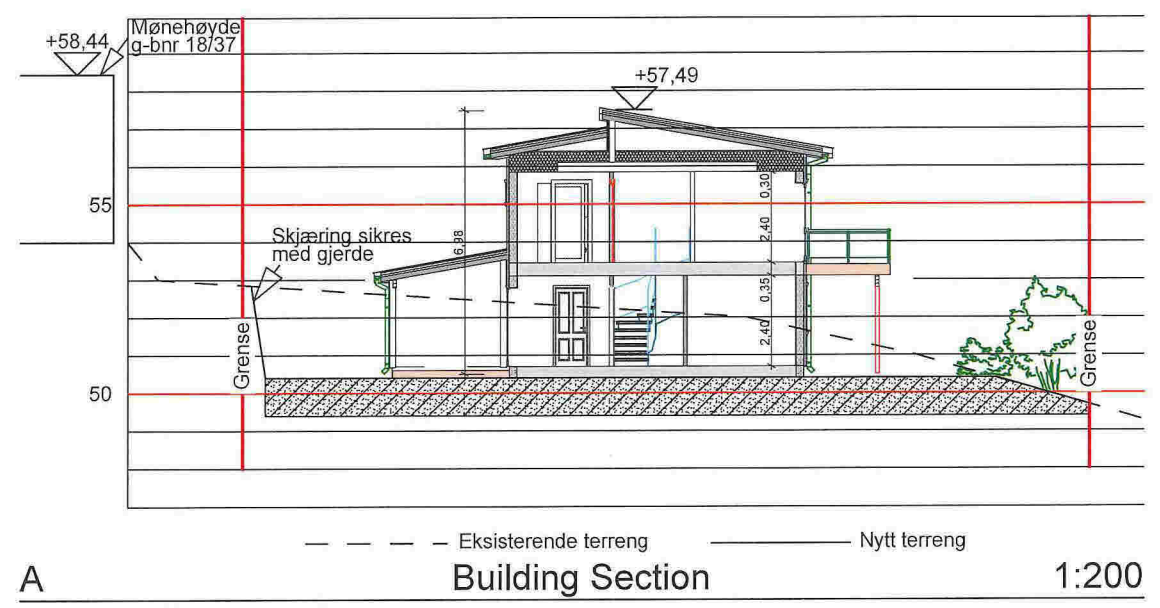 Mønehøyde
g-bnr 18/37
+58,44
+57,49
55
0,30
2,40
6,98
Skjæring sikres
med gjerde
0,35
2,40
Grense
Grense
50
Eksisterende terreng
Nytt terreng
A
Building Section
1:200